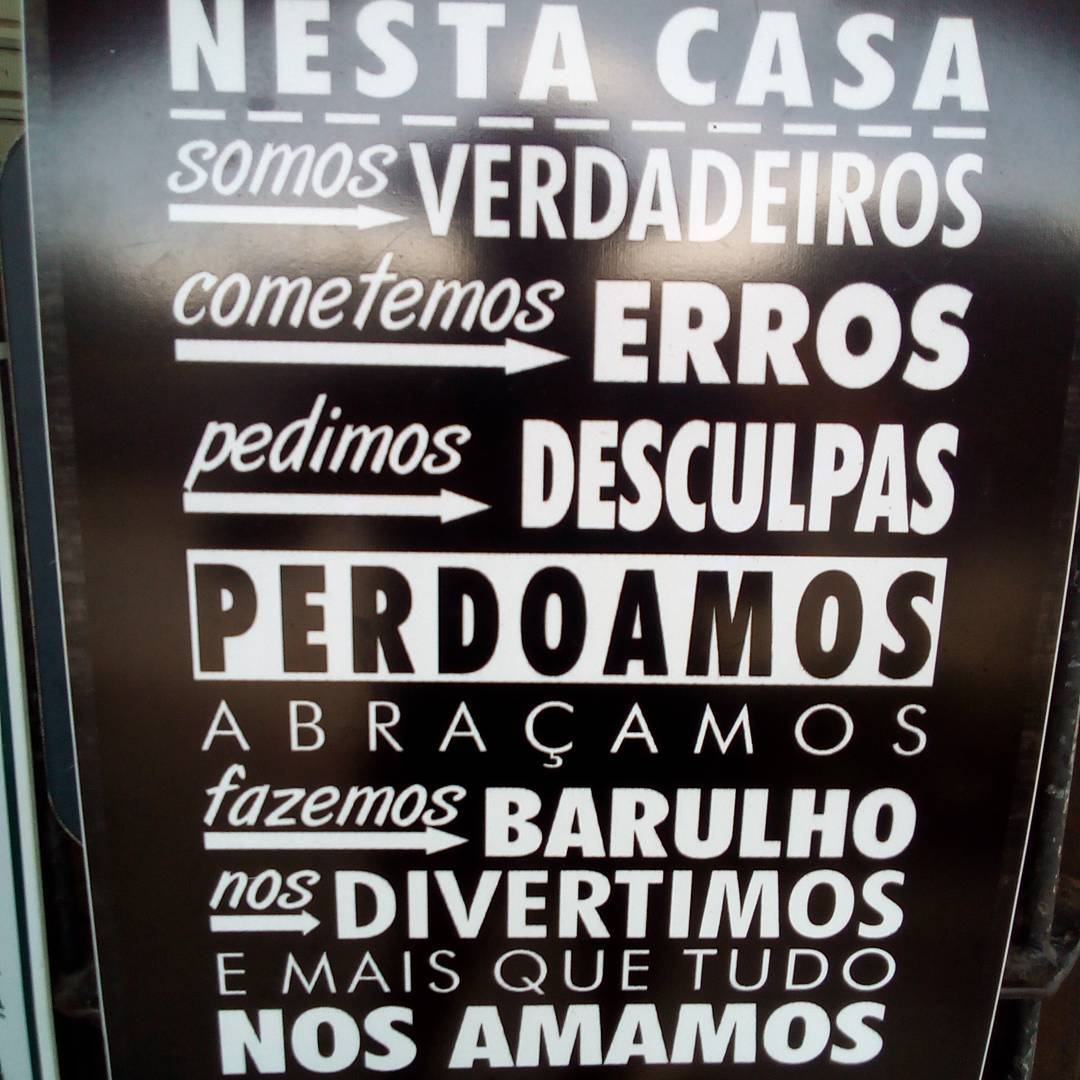 NESTA CASA
somos VERDADEIROS
cometemos ERROS
pedimos DESCULPAS
PERDOAMOS
ABRAÇAMOS
fazemos BARULHO
nos DIVERTIMOS
E MAIS QUE TUDO
NOS AMAMOS